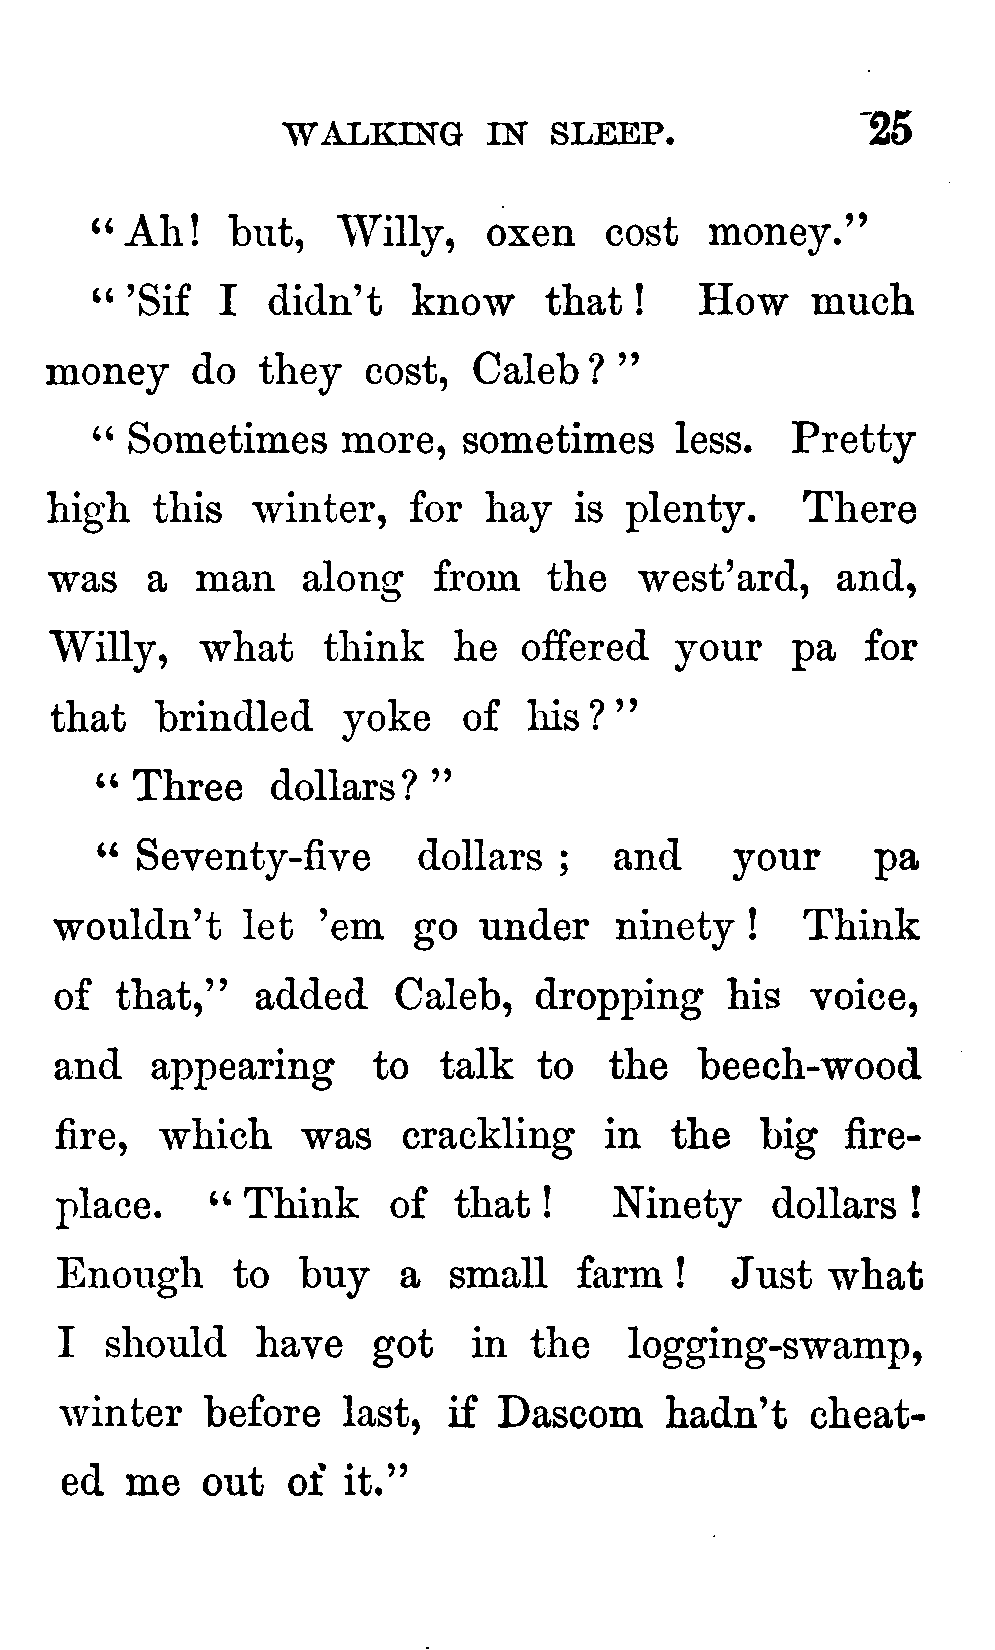 WALKING IN SLEEP. 25
"Ah! but, Willy, oxen cost money."
"'Sif I didn't know that! How much
money do they cost, Caleb?"
"Sometimes more, sometimes less. Pretty
high this winter, for hay is plenty. There
was a man along from the west'ard, and,
Willy, what think he offered your pa for
that brindled yoke of his?"
"Three dollars?"
"Seventy-five dollars; and your pa
wouldn't let 'em go under ninety! Think
of that," added Caleb, dropping his voice,
and appearing to talk to the beech-wood
fire, which was crackling in the big fire-
place. "Think of that! Ninety dollars!
Enough to buy a small farm! Just what
I should have got in the logging-swamp,
winter before last, if Dascom hadn't cheat-
ed me out of it."